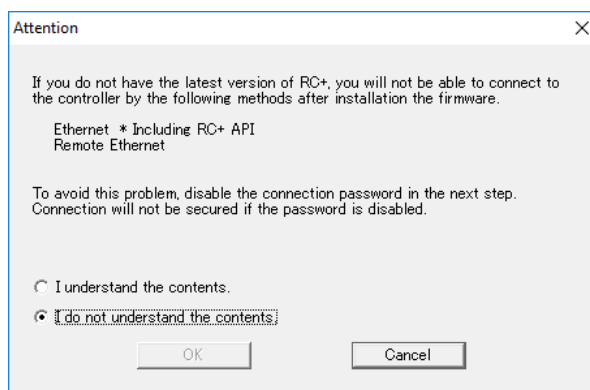 Attention
If you do not have the latest version of RC+, you will not be able to connect to
the controller by the following methods after installation the firmware.
Ethernet * Including RC+ API
Remote Ethernet
To avoid this problem, disable the connection password in the next step.
Connection will not be secured if the password is disabled.
I understand the contents.
I do not understand the contents.
OK
Cancel